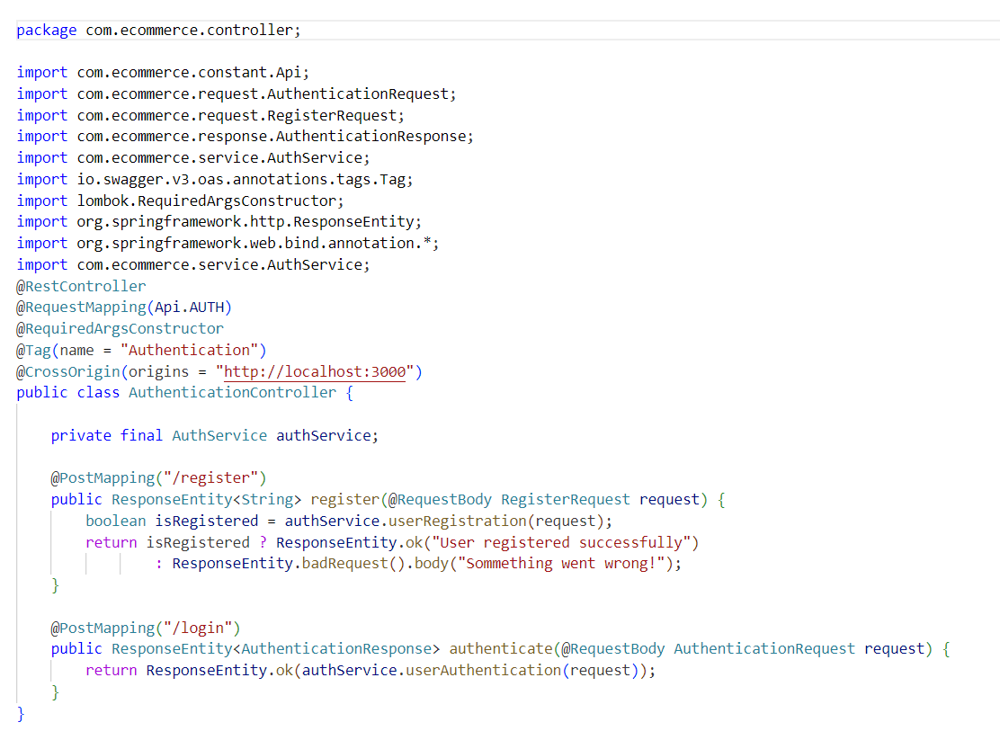 package com.ecommerce.controller;
import com.ecommerce.constant.Api;
import com.ecommerce.request.AuthenticationRequest;
import com.ecommerce.request.RegisterRequest;
import com.ecommerce.response.AuthenticationResponse;
import com.ecommerce.service.AuthService;
import io.swagger.v3.oas.annotations.tags.Tag;
import lombok.RequiredArgsConstructor;
import org.springframework.http.ResponseEntity;
import org.springframework.web.bind.annotation.*;
import com.ecommerce.service.AuthService;
@RestController
@RequestMapping(Api.AUTH)
@RequiredArgsConstructor
@Tag(name = "Authentication")
@CrossOrigin(origins = "http://localhost:3000")
public class AuthenticationController {
    private final AuthService authService;
    @PostMapping("/register")
    public ResponseEntity<String> register(@RequestBody RegisterRequest request) {
        boolean isRegistered = authService.userRegistration(request);
        return isRegistered ? ResponseEntity.ok("User registered successfully")
                : ResponseEntity.badRequest().body("Sommething went wrong!");
    }
    @PostMapping("/login")
    public ResponseEntity<AuthenticationResponse> authenticate(@RequestBody AuthenticationRequest request) {
        return ResponseEntity.ok(authService.userAuthentication(request));
    }
}